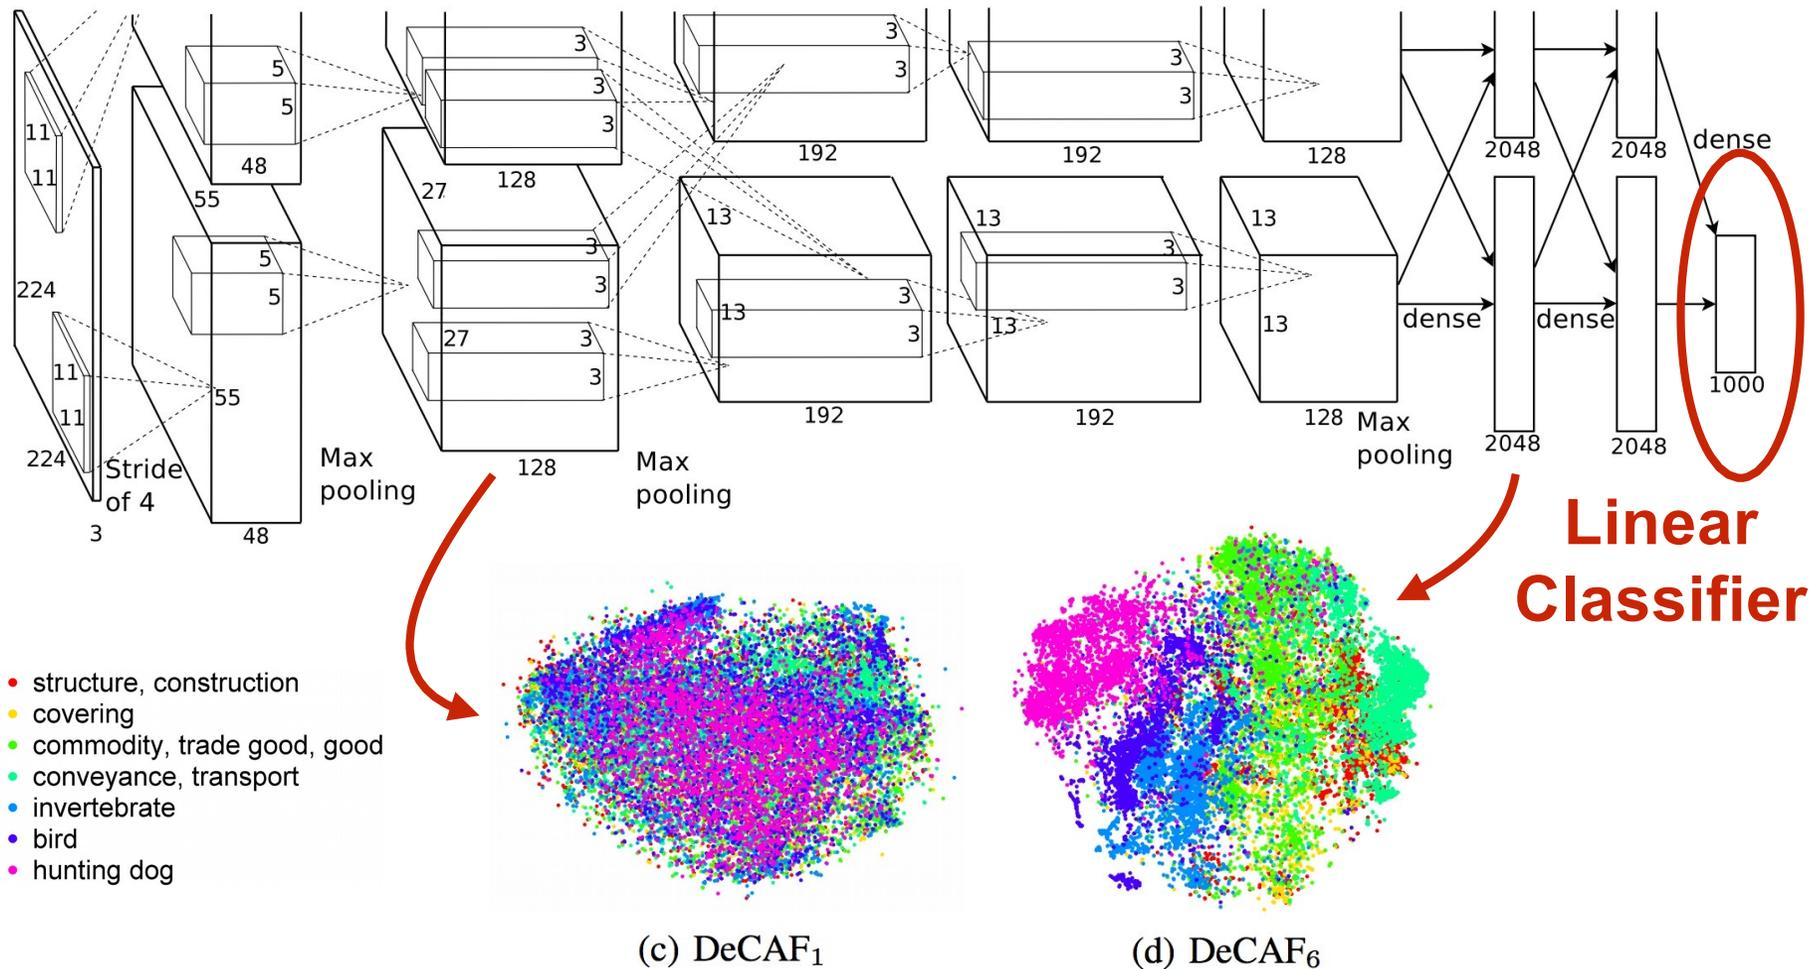 11
11
5
5
48
55
3
3
3
3
128
27
3
3
192
3
3
192
128
2048
2048
dense
13
13
13
5
5
3
3
3
3
3
3
224
11
11
55
27
3
3
13
13
13
dense
dense
1000
224
Stride
of 4
3
48
Max
pooling
128
Max
pooling
192
192
128
Max
pooling
2048
2048
Linear
Classifier
structure, construction
covering
commodity, trade good, good
conveyance, transport
invertebrate
bird
hunting dog
(c) DeCAF₁
(d) DeCAF₆